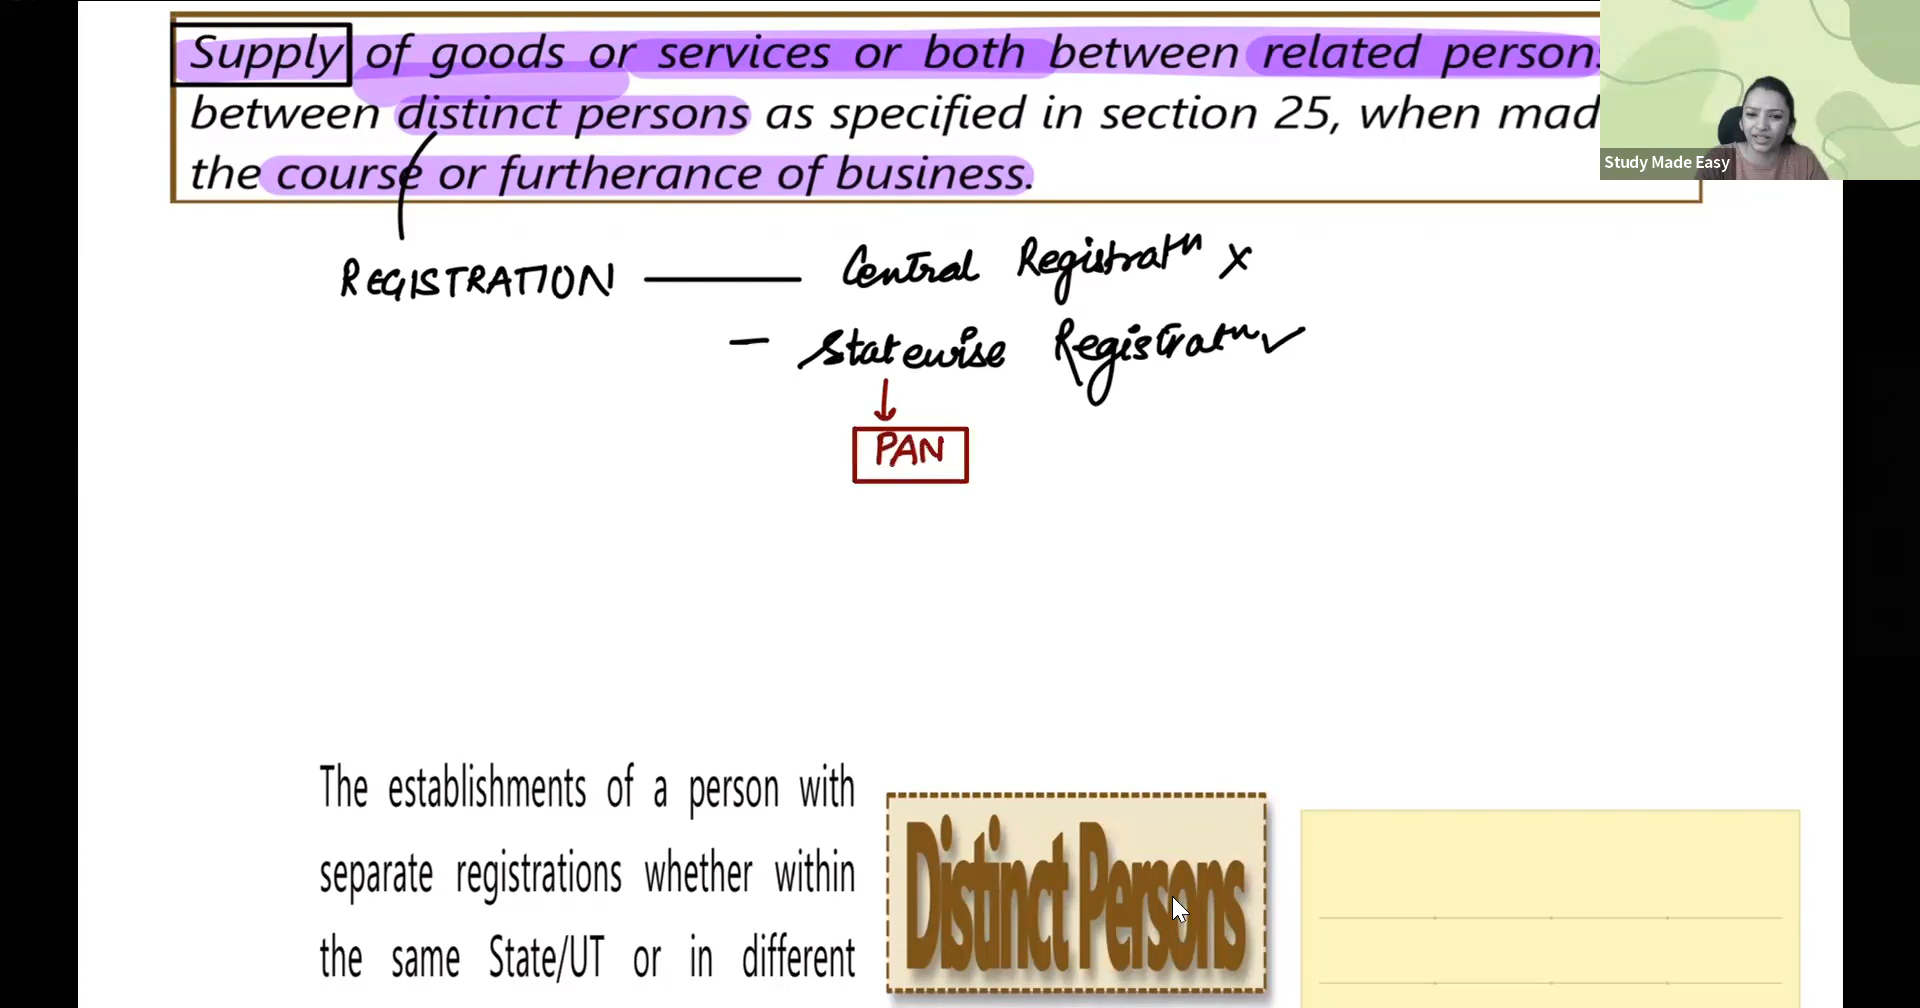 Supply of goods or services or both between related person
between distinct persons as specified in section 25, when mad
the course or furtherance of business.
Study Made Easy
REGISTRATION — Central Registratn x
— Statewise Registratn ✓
↓
PAN
The establishments of a person with
separate registrations whether within
the same State/UT or in different
Distinct Persons